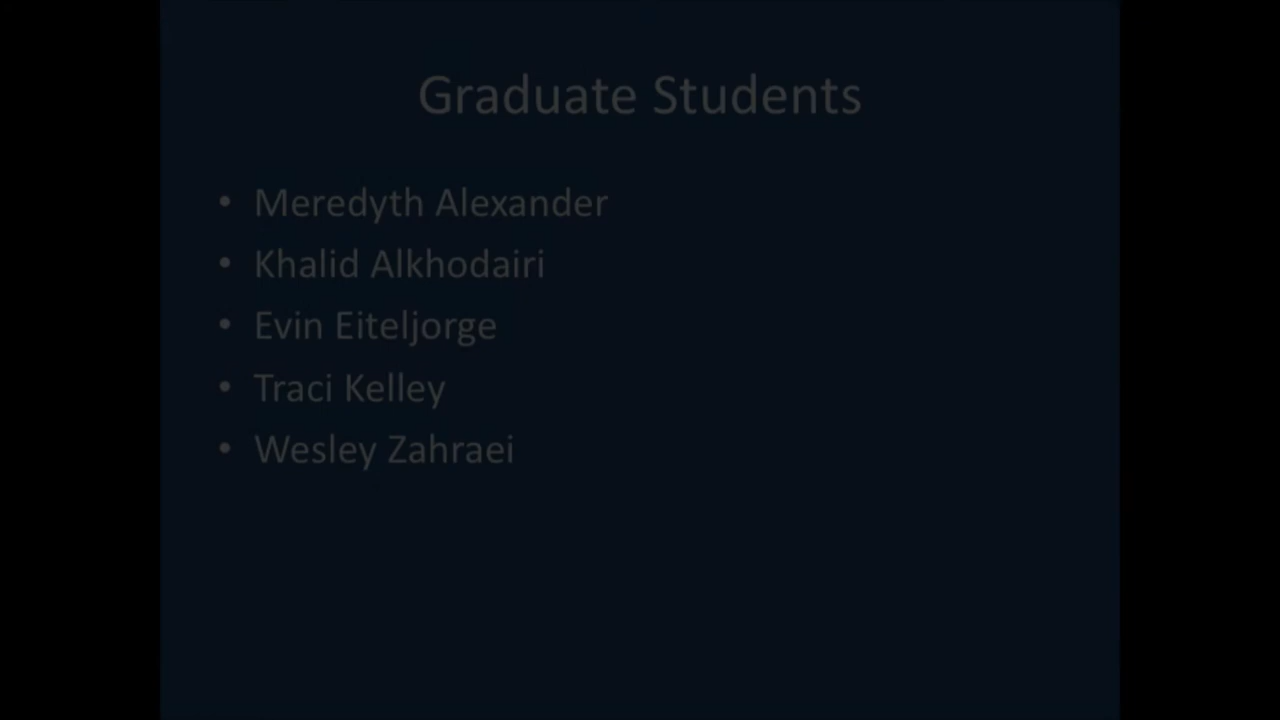 Graduate Students
• Meredyth Alexander
• Khalid Alkhodairi
• Evin Eiteljorge
• Traci Kelley
• Wesley Zahraei